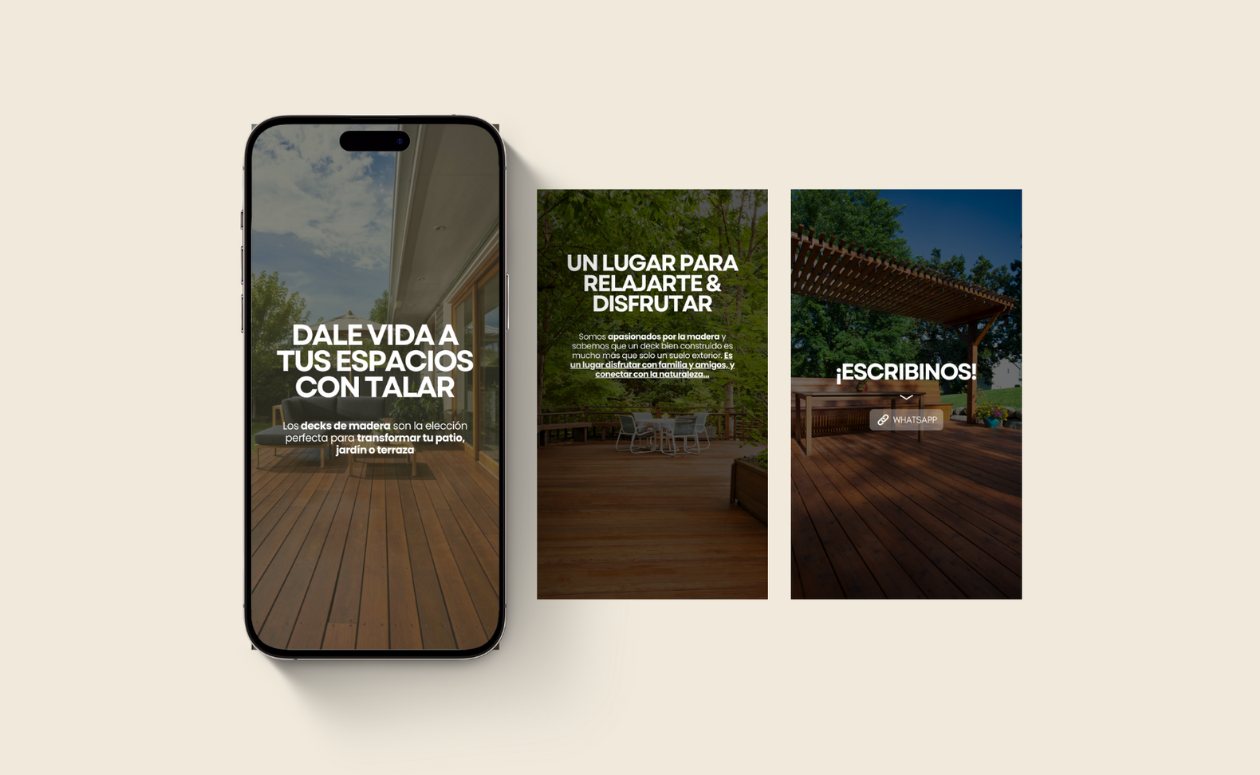 DALE VIDA A
TUS ESPACIOS
CON TALAR
Los decks de madera son la elección
perfecta para transformar tu patio,
jardín o terraza
UN LUGAR PARA
RELAJARTE &
DISFRUTAR
Somos apasionados por la madera y
sabemos que un deck bien construido es
mucho más que solo un suelo exterior. Es
un lugar disfrutar con familia y amigos, y
conectar con la naturaleza...
¡ESCRIBINOS!
WHATSAPP